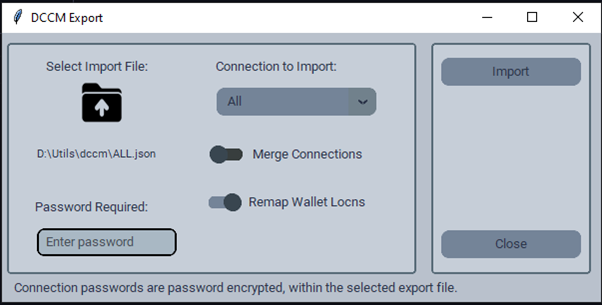 DCCM Export
Select Import File:
Connection to Import:
Import
All
D:\Utils\dccm\ALL.json
Merge Connections
Password Required:
Remap Wallet Locns
Enter password
Close
Connection passwords are password encrypted, within the selected export file.